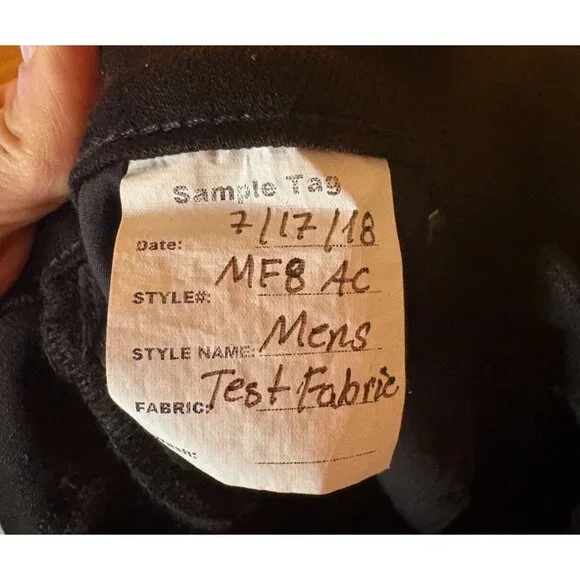 Sample Tag
Date: 7/17/18
STYLE#: MF8 AC
STYLE NAME: Mens
FABRIC: Test Fabric